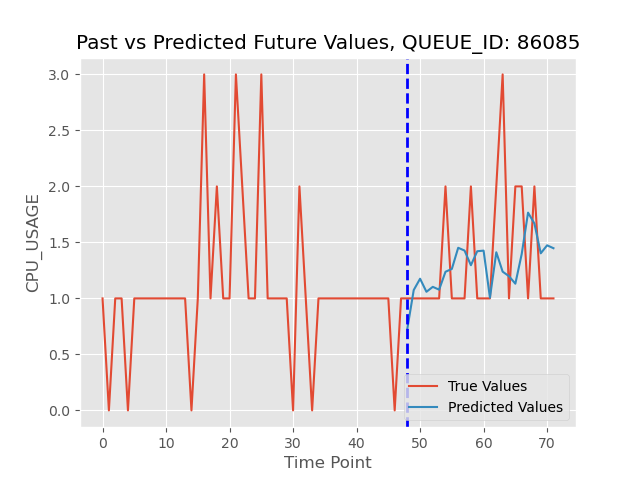 Past vs Predicted Future Values, QUEUE_ID: 86085
3.0
2.5
2.0
1.5
1.0
0.5
0.0
CPU_USAGE
True Values
Predicted Values
0 10 20 30 40 50 60 70
Time Point